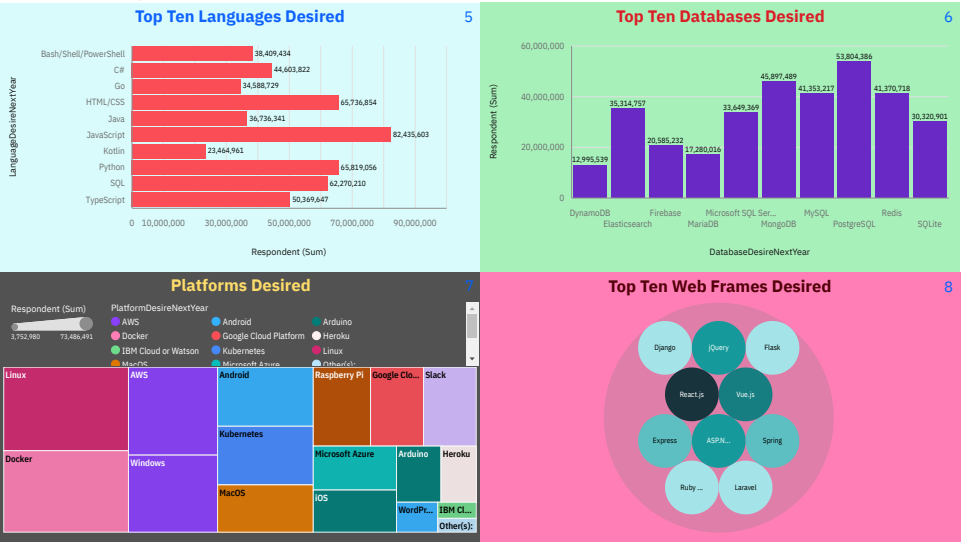 Top Ten Languages Desired
5
LanguageDesireNextYear
Bash/Shell/PowerShell
38,409,434
C#
44,603,822
Go
34,588,729
HTML/CSS
65,736,854
Java
36,736,341
JavaScript
82,435,603
Kotlin
23,464,961
Python
65,819,056
SQL
62,270,210
TypeScript
50,369,647
0 10,000,000 30,000,000 50,000,000 70,000,000 90,000,000
Respondent (Sum)
Top Ten Databases Desired
6
Respondent (Sum)
60,000,000
40,000,000
20,000,000
0
12,995,539
35,314,757
20,585,232
17,280,016
33,649,369
45,897,489
41,353,217
53,804,386
41,370,718
30,320,901
DynamoDB Firebase Microsoft SQL Ser... MySQL Redis
Elasticsearch MariaDB MongoDB PostgreSQL SQLite
DatabaseDesireNextYear
Platforms Desired
7
Respondent (Sum)
3,752,980 73,486,491
PlatformDesireNextYear
AWS Android Arduino
Docker Google Cloud Platform Heroku
IBM Cloud or Watson Kubernetes Linux
MacOS Microsoft Azure Other(s):
Linux
AWS
Android
Raspberry Pi
Google Clo...
Slack
Kubernetes
Microsoft Azure
Arduino
Heroku
Docker
Windows
MacOS
iOS
WordPr...
IBM Cl...
Other(s):
Top Ten Web Frames Desired
8
Django jQuery Flask
React.js Vue.js
Express ASP.N... Spring
Ruby ... Laravel